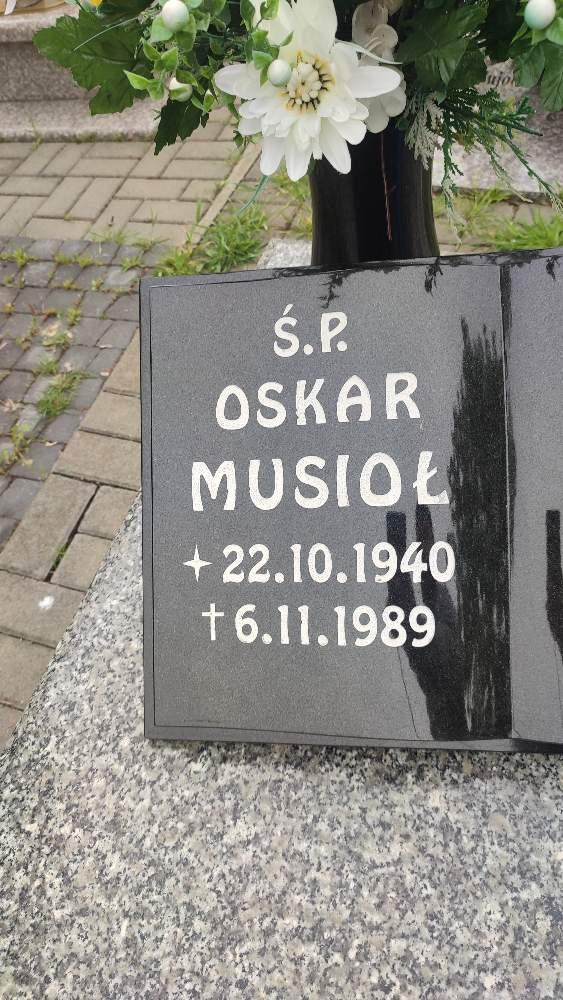 Ś.P.
OSKAR
MUSIOŁ
✦ 22.10.1940
† 6.11.1989